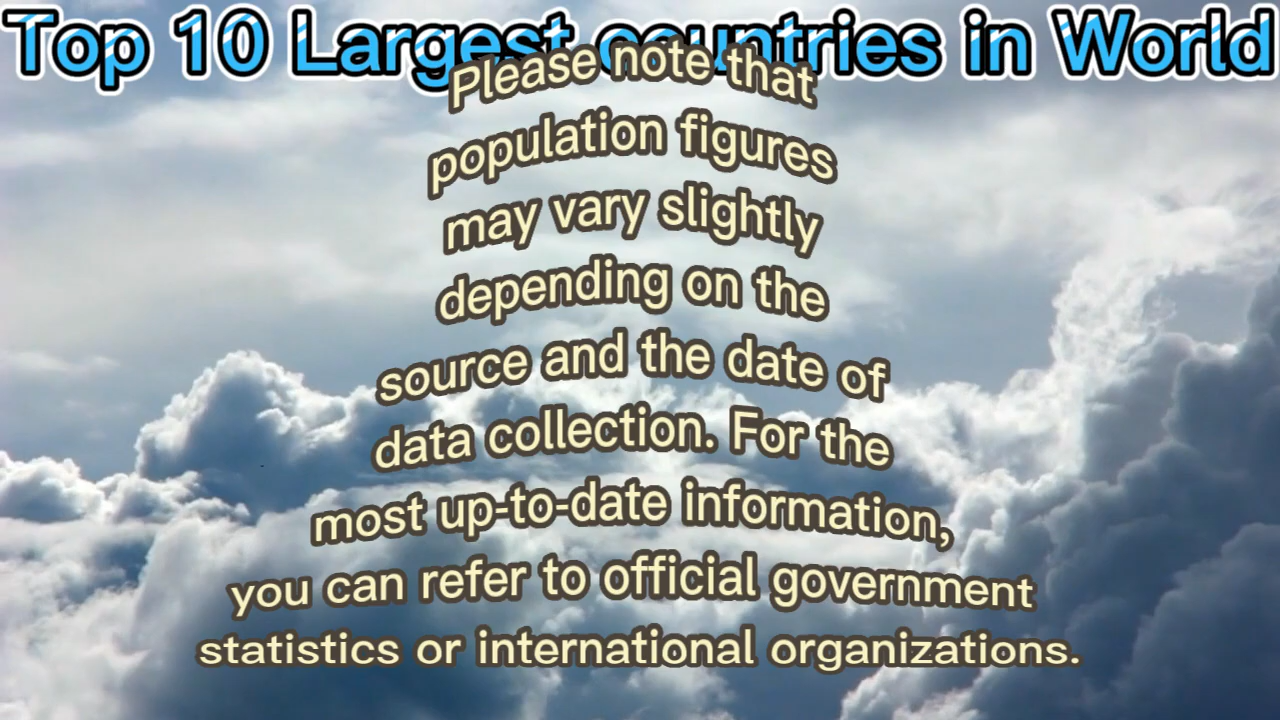 Top 10 Largest countries in World
Please note that
population figures
may vary slightly
depending on the
source and the date of
data collection. For the
most up-to-date information,
you can refer to official government
statistics or international organizations.